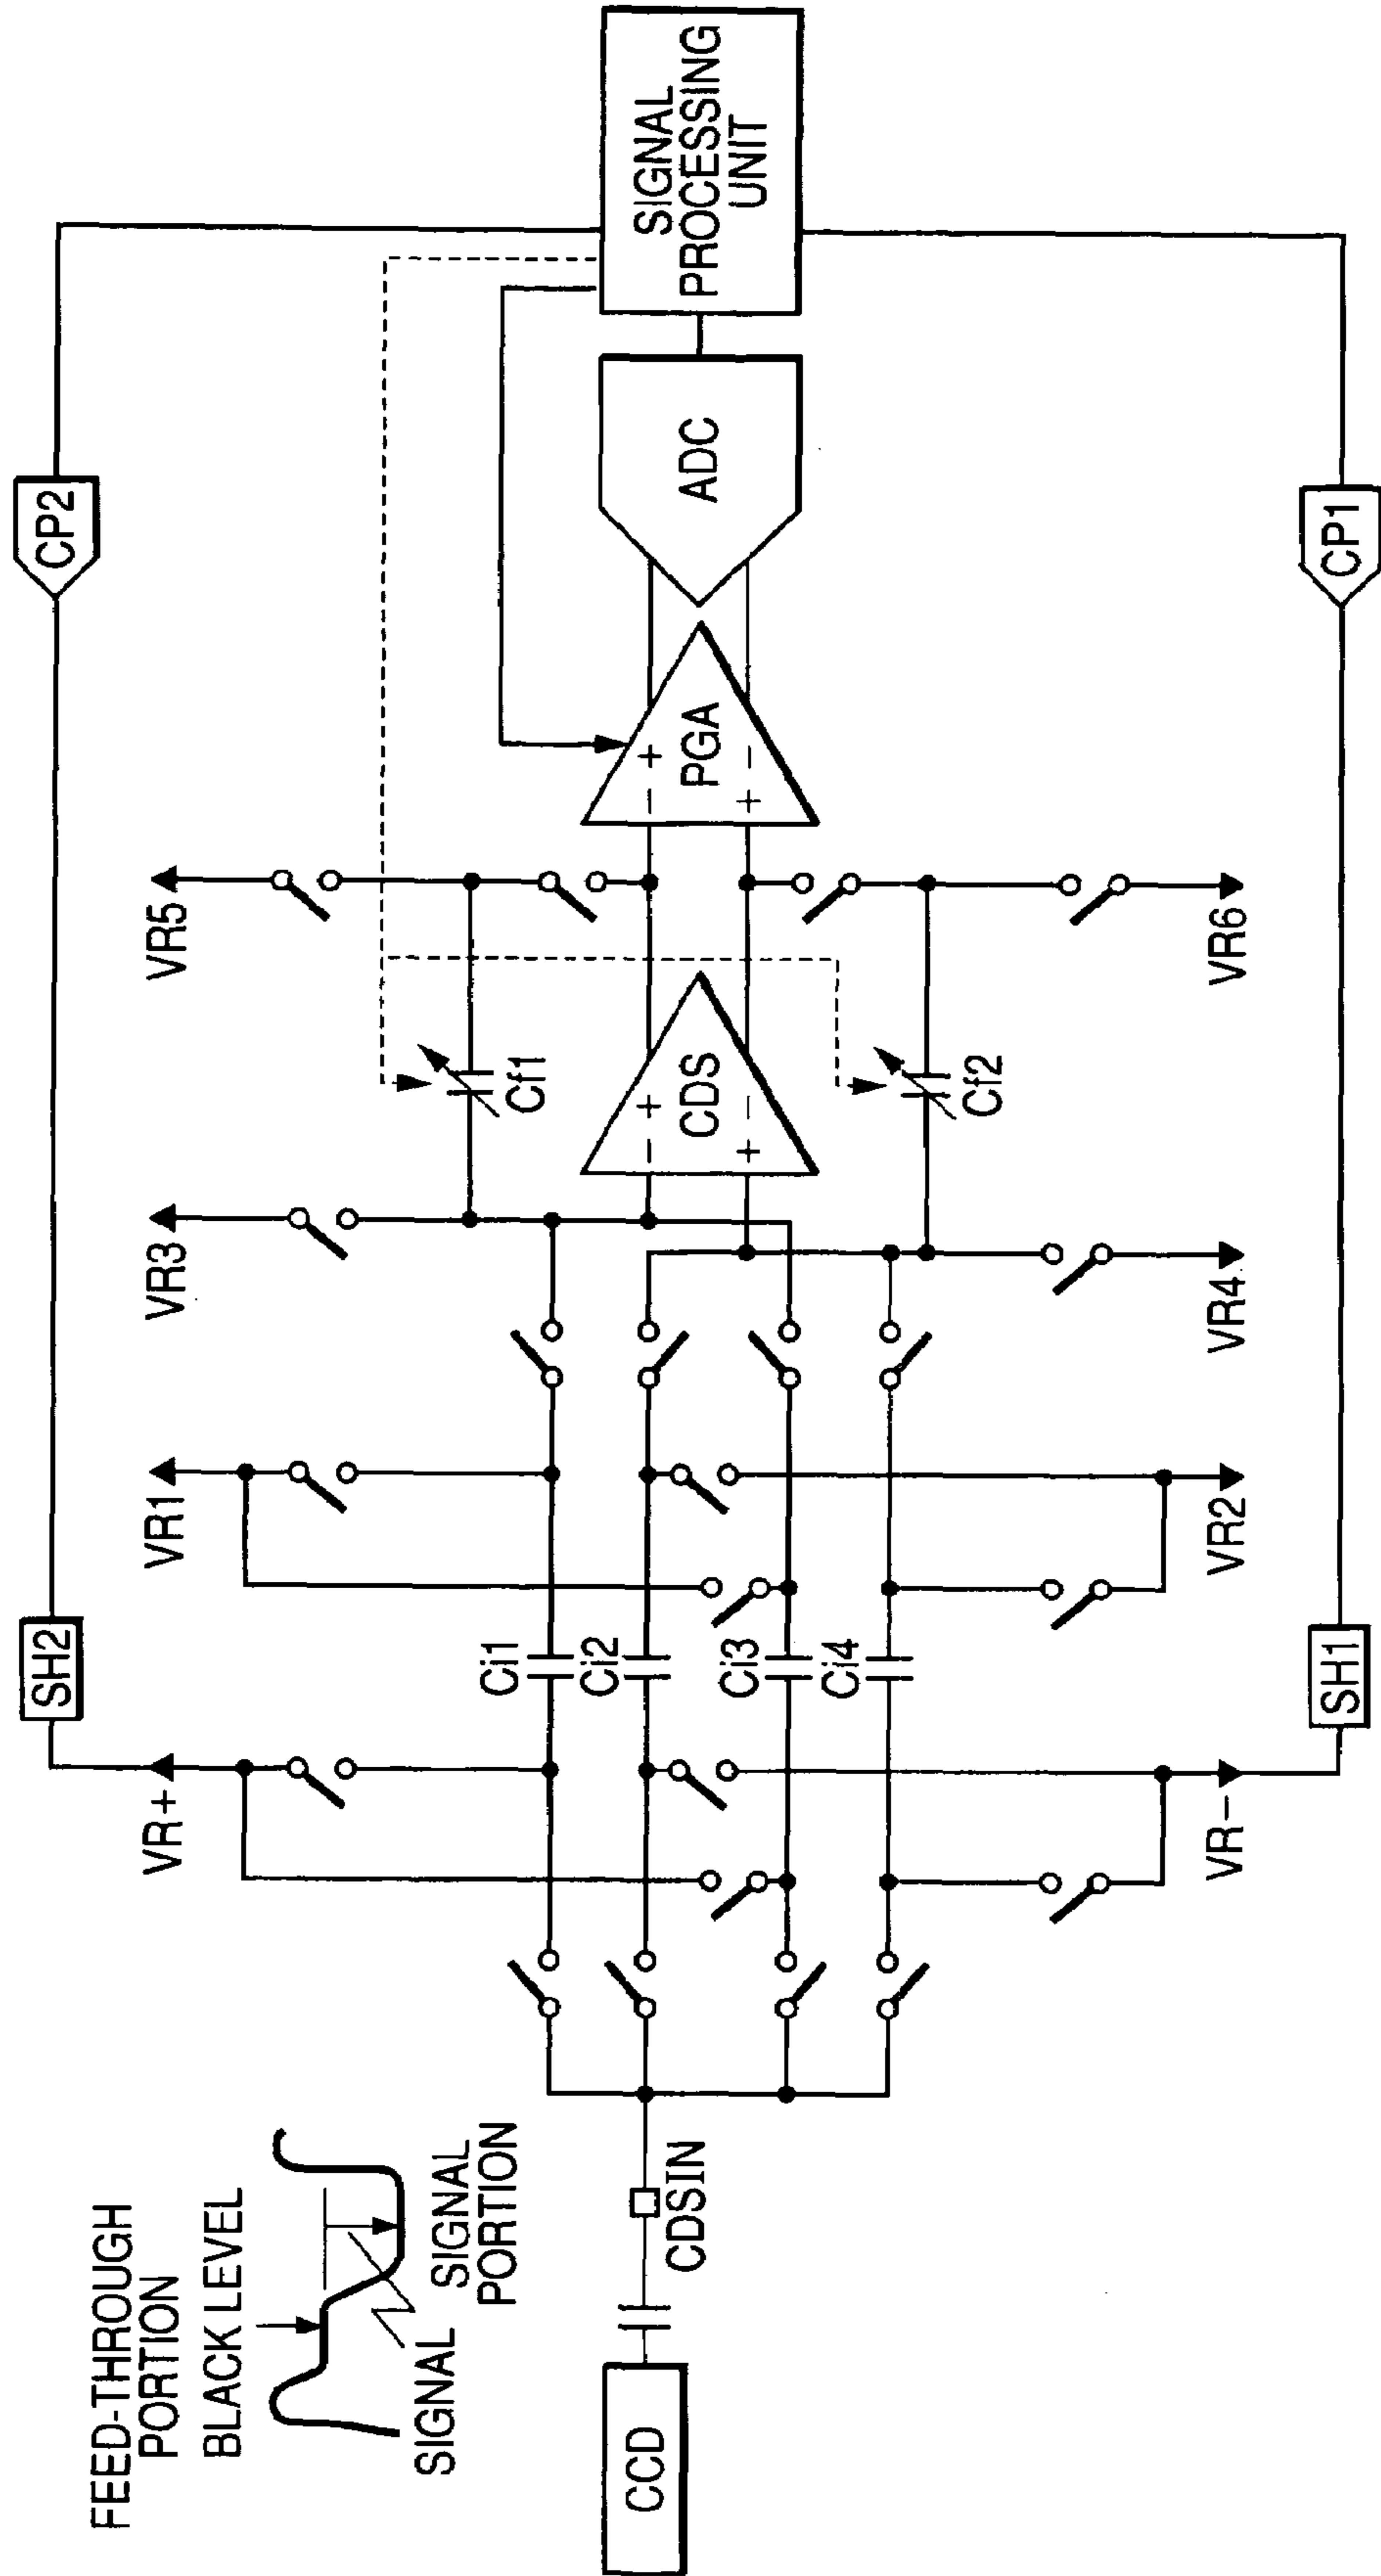 FEED-THROUGH
PORTION
BLACK LEVEL
SIGNAL
SIGNAL
PORTION
CCD
CDSIN
SH2
CP2
VR+
VR1
VR3
VR5
Ci1
Ci2
Ci3
Ci4
Cf1
Cf2
- +
CDS
+ -
- +
PGA
+ -
ADC
SIGNAL
PROCESSING
UNIT
VR-
VR2
VR4
VR6
SH1
CP1